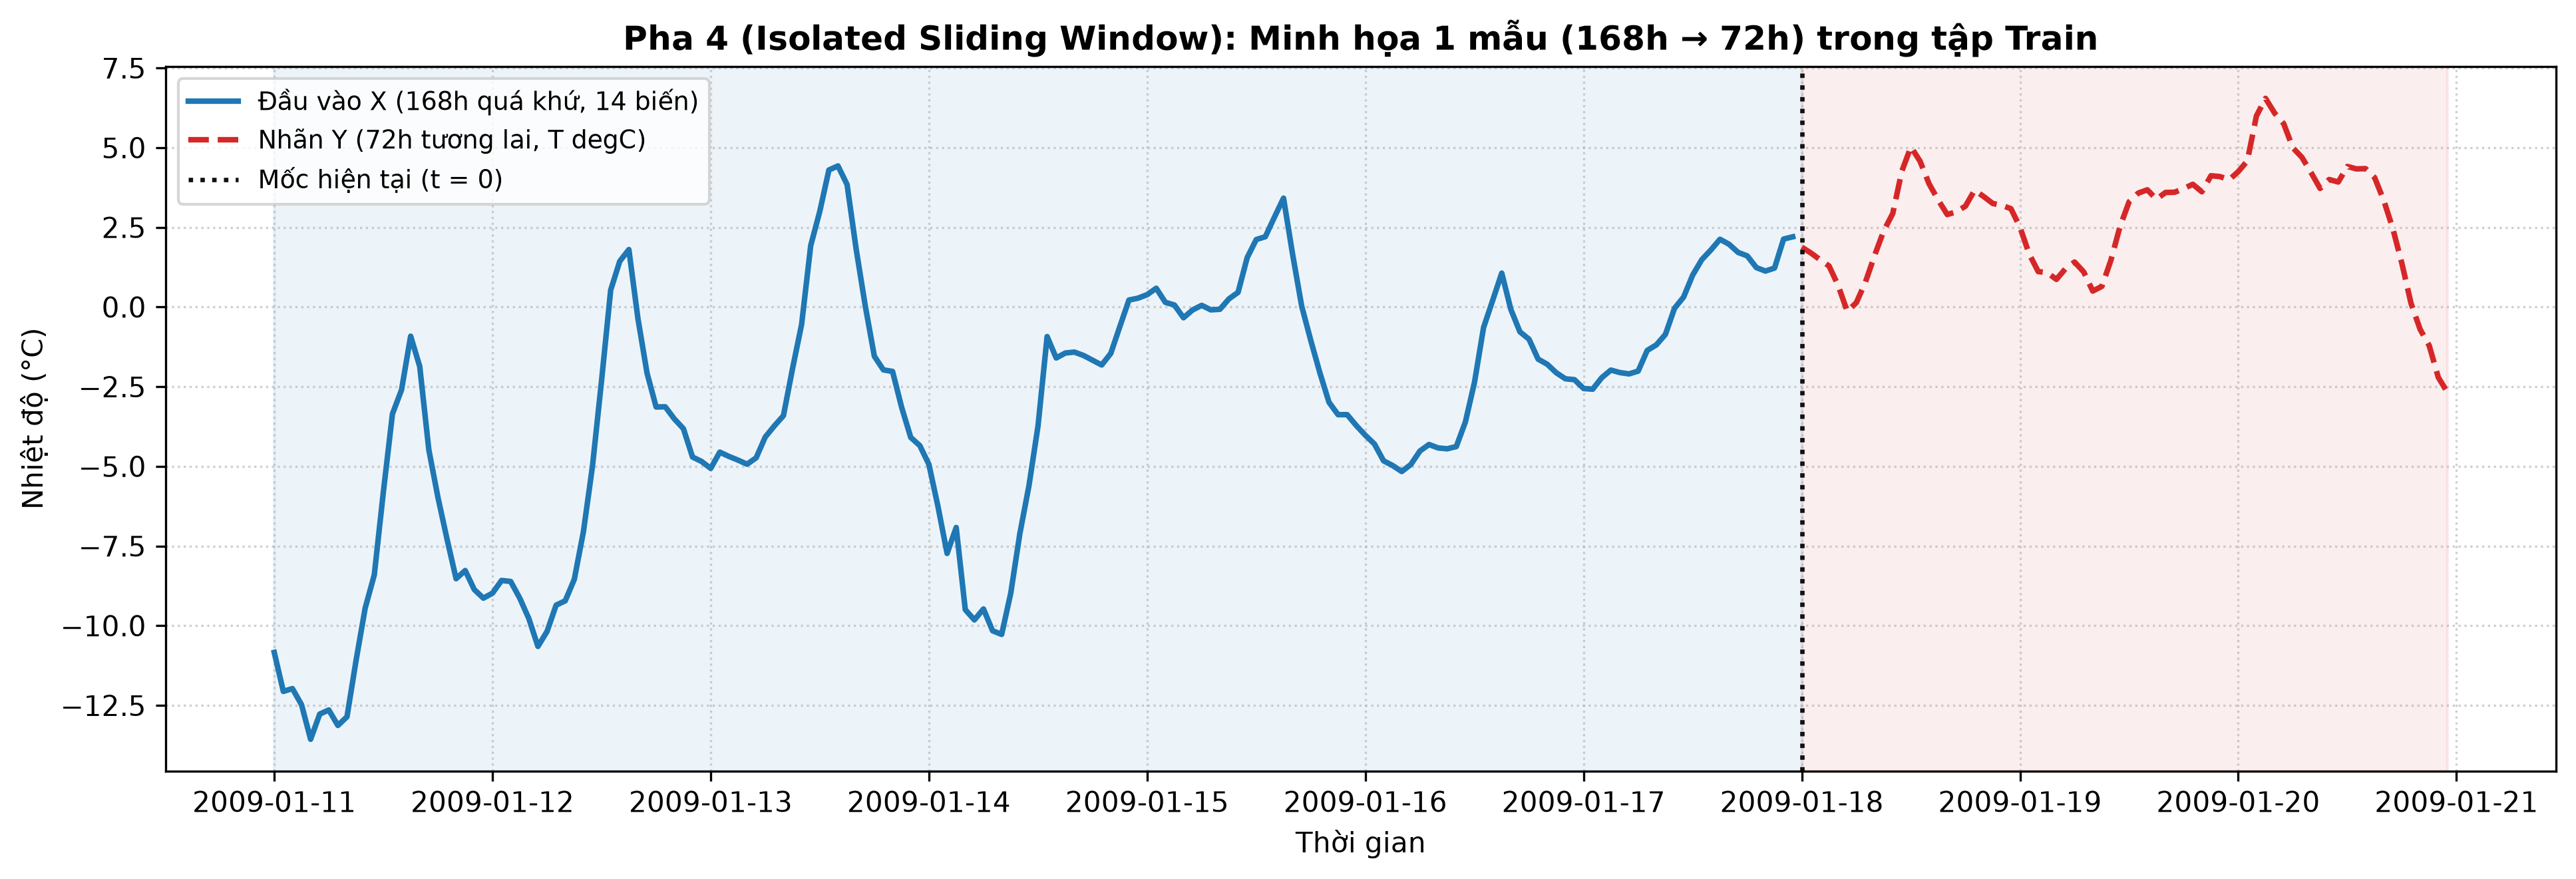 Pha 4 (Isolated Sliding Window): Minh họa 1 mẫu (168h → 72h) trong tập Train
Đầu vào X (168h quá khứ, 14 biến)
Nhãn Y (72h tương lai, T degC)
Mốc hiện tại (t = 0)
Nhiệt độ (°C)
7.5
5.0
2.5
0.0
−2.5
−5.0
−7.5
−10.0
−12.5
2009-01-11 2009-01-12 2009-01-13 2009-01-14 2009-01-15 2009-01-16 2009-01-17 2009-01-18 2009-01-19 2009-01-20 2009-01-21
Thời gian